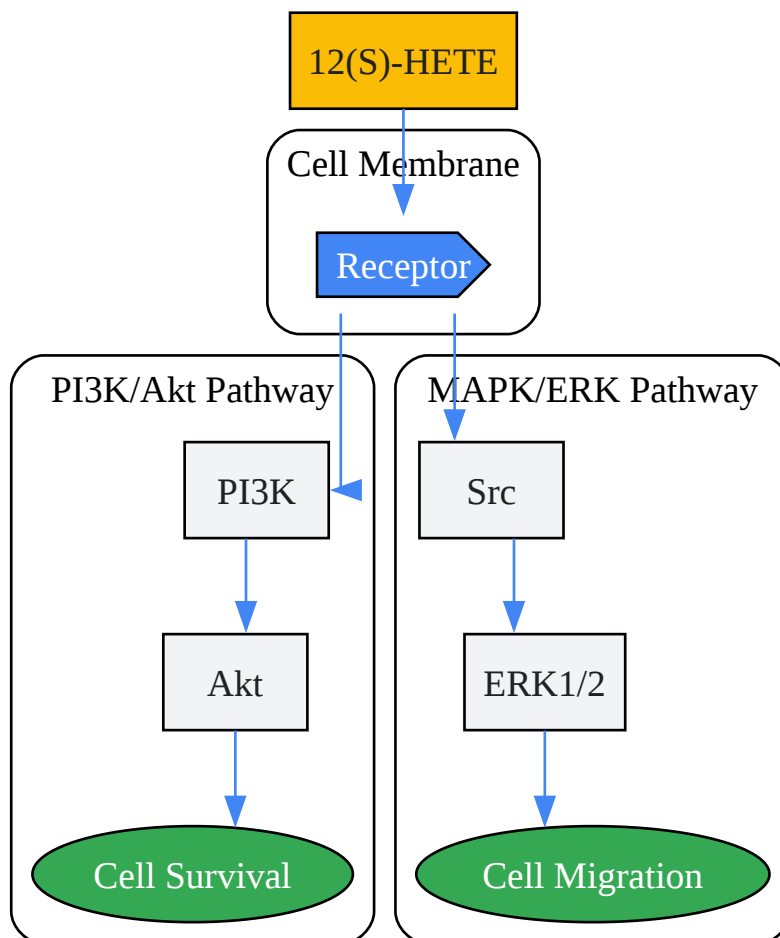 12(S)-HETE
Cell Membrane
Receptor
PI3K/Akt Pathway
MAPK/ERK Pathway
PI3K
Src
Akt
ERK1/2
Cell Survival
Cell Migration